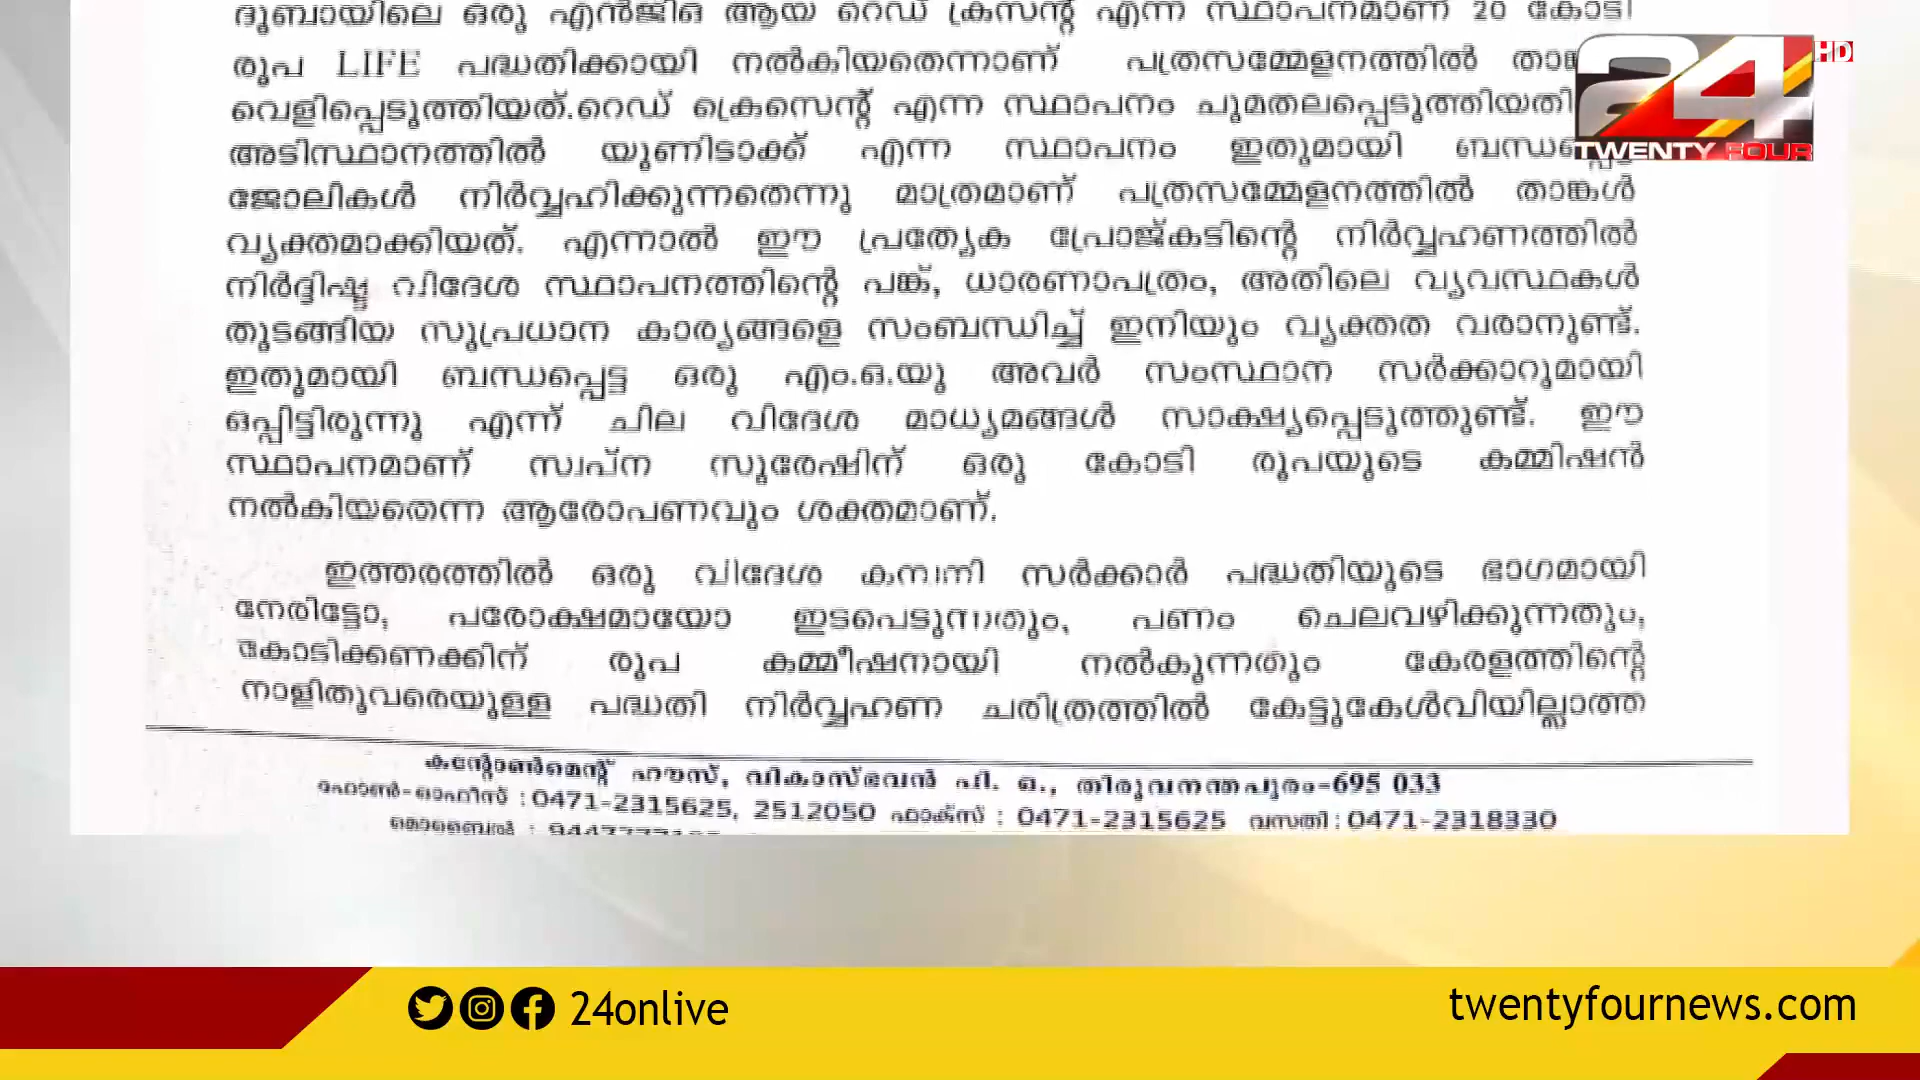 ദുബായിലെ ഒരു എൻജിഒ ആയ റെഡ് ക്രസന്റ് എന്ന സ്ഥാപനമാണ് 20 കോടി
രൂപ LIFE പദ്ധതിക്കായി നൽകിയതെന്നാണ് പത്രസമ്മേളനത്തിൽ
വെളിപ്പെടുത്തിയത്.റെഡ് ക്രെസെന്റ് എന്ന സ്ഥാപനം ചുമതലപ്പെടുത്തിയതി
അടിസ്ഥാനത്തിൽ യൂണിടാക്ക് എന്ന സ്ഥാപനം ഇതുമായി
ജോലികൾ നിർവ്വഹിക്കുന്നതെന്നു മാത്രമാണ് പത്രസമ്മേളനത്തിൽ താങ്കൾ
വ്യക്തമാക്കിയത്. എന്നാൽ ഈ പ്രത്യേക പ്രോജ്കടിന്റെ നിർവ്വഹണത്തിൽ
നിർദ്ദിഷ്ട വിദേശ സ്ഥാപനത്തിന്റെ പങ്ക്, ധാരണാപത്രം, അതിലെ വ്യവസ്ഥകൾ
തുടങ്ങിയ സുപ്രധാന കാര്യങ്ങളെ സംബന്ധിച്ച് ഇനിയും വ്യക്തത വരാനുണ്ട്.
ഇതുമായി ബന്ധപ്പെട്ട ഒരു എം.ഒ.യു അവർ സംസ്ഥാന സർക്കാറുമായി
ഒപ്പിട്ടിരുന്നു എന്ന് ചില വിദേശ മാധ്യമങ്ങൾ സാക്ഷ്യപ്പെടുത്തുണ്ട്. ഈ
സ്ഥാപനമാണ് സ്വപ്ന സുരേഷിന് ഒരു കോടി രൂപയുടെ കമ്മിഷൻ
നൽകിയതെന്ന ആരോപണവും ശക്തമാണ്.
ഇത്തരത്തിൽ ഒരു വിദേശ കമ്പനി സർക്കാർ പദ്ധതിയുടെ ഭാഗമായി
നേരിട്ടോ, പരോക്ഷമായോ ഇടപെടുന്നതും, പണം ചെലവഴിക്കുന്നതും,
കോടിക്കണക്കിന് രൂപ കമ്മീഷനായി നൽകുന്നതും കേരളത്തിന്റെ
നാളിതുവരെയുള്ള പദ്ധതി നിർവ്വഹണ ചരിത്രത്തിൽ കേട്ടുകേൾവിയില്ലാത്ത
കന്റോൺമെന്റ് ഹൗസ്, വികാസ്ഭവൻ പി. ഒ., തിരുവനന്തപുരം-695 033
ഫോൺ-ഓഫീസ് :0471-2315625, 2512050 ഫാക്സ് : 0471-2315625 വസതി:0471-2318330
മൊബൈൽ :
24 HD
TWENTY FOUR
24onlive
twentyfournews.com